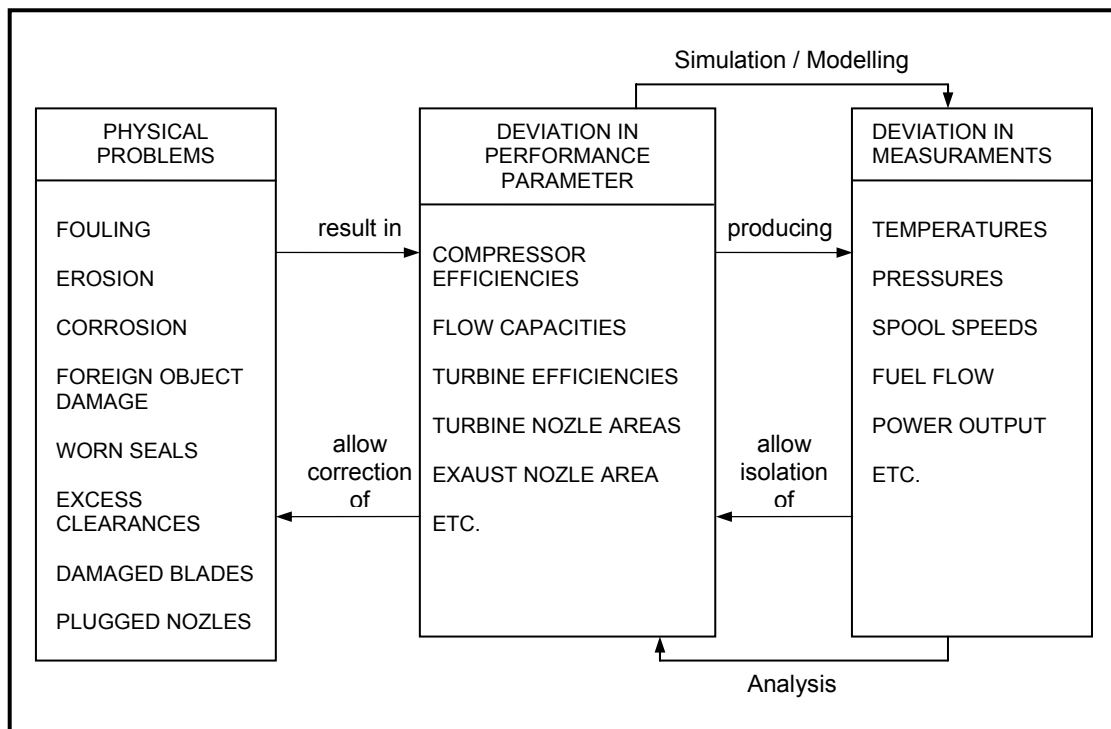 Simulation / Modelling
PHYSICAL
PROBLEMS
FOULING
EROSION
CORROSION
FOREIGN OBJECT
DAMAGE
WORN SEALS
EXCESS
CLEARANCES
DAMAGED BLADES
PLUGGED NOZLES
result in
allow
correction
of
DEVIATION IN
PERFORMANCE
PARAMETER
COMPRESSOR
EFFICIENCIES
FLOW CAPACITIES
TURBINE EFFICIENCIES
TURBINE NOZLE AREAS
EXAUST NOZLE AREA
ETC.
producing
allow
isolation
of
DEVIATION IN
MEASURAMENTS
TEMPERATURES
PRESSURES
SPOOL SPEEDS
FUEL FLOW
POWER OUTPUT
ETC.
Analysis